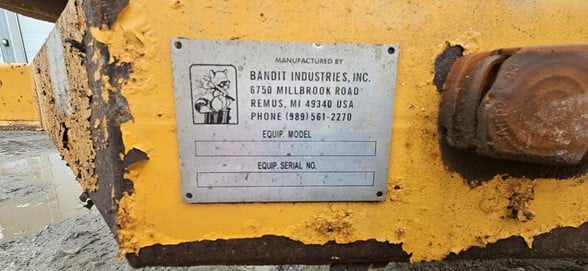 MANUFACTURED BY
BANDIT INDUSTRIES, INC.
6750 MILLBROOK ROAD
REMUS, MI 49340 USA
PHONE (989) 561-2270
EQUIP. MODEL
EQUIP. SERIAL NO.